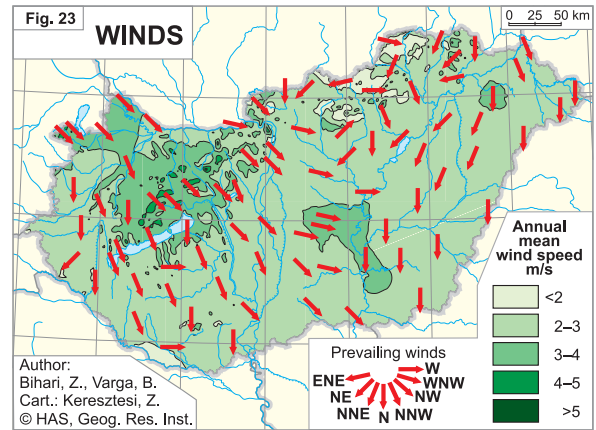 Fig. 23
WINDS
0 25 50 km
Annual
mean
wind speed
m/s
<2
2–3
3–4
4–5
>5
Prevailing winds
W
WNW
NW
NNW
N
NNE
NE
ENE
Author:
Bihari, Z., Varga, B.
Cart.: Keresztesi, Z.
© HAS, Geog. Res. Inst.